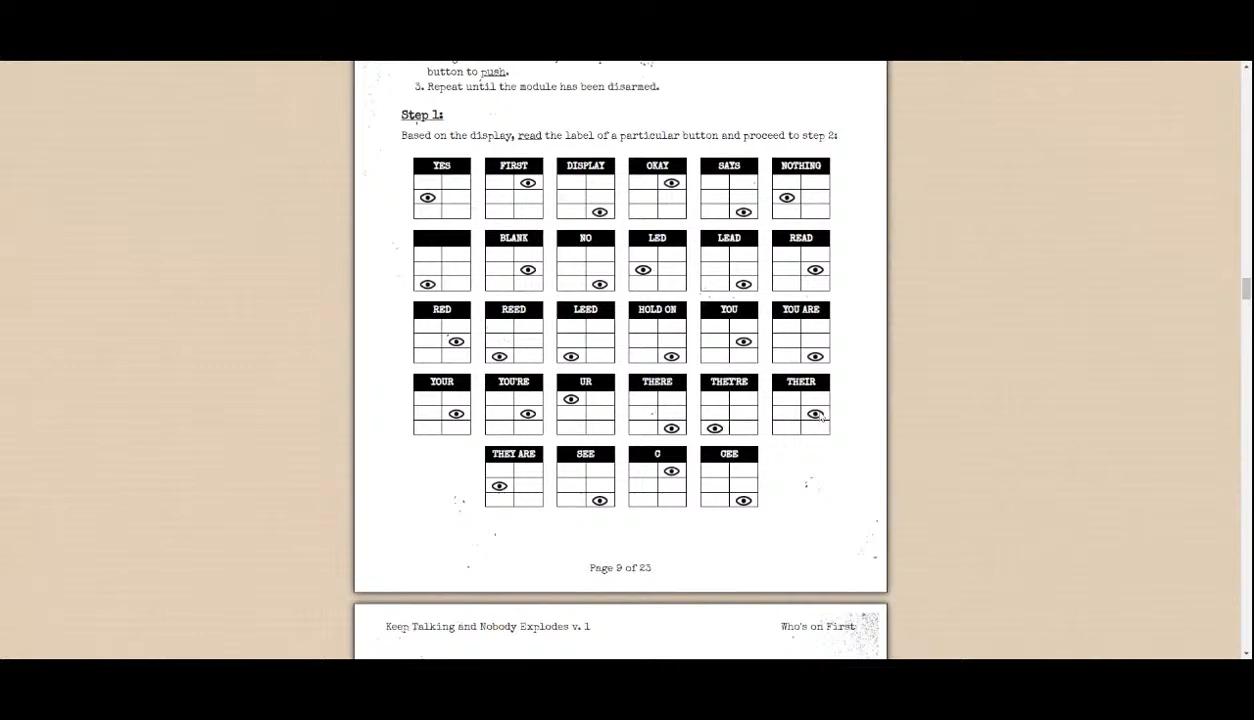 button to push.
3. Repeat until the module has been disarmed.
Step 1:
Based on the display, read the label of a particular button and proceed to step 2:
YES FIRST DISPLAY OKAY SAYS NOTHING
BLANK NO LED LEAD READ
RED REED LEED HOLD ON YOU YOU ARE
YOUR YOU'RE UR THERE THEY'RE THEIR
THEY ARE SEE C CEE
Page 9 of 23
Keep Talking and Nobody Explodes v. 1 Who's on First